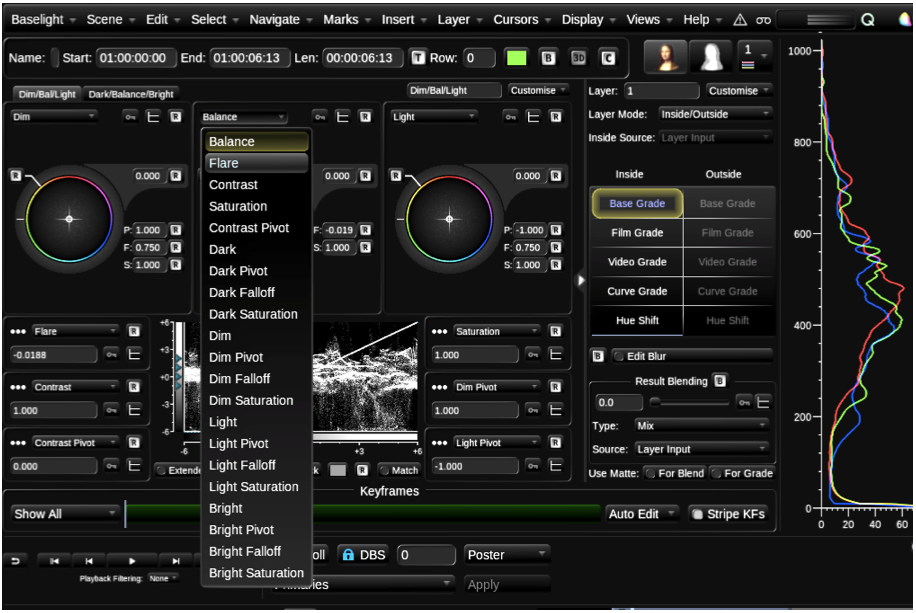 Baselight Scene Edit Select Navigate Marks Insert Layer Cursors Display Views Help
Name: Start: 01:00:00:00 End: 01:00:06:13 Len: 00:00:06:13 T Row: 0 B 3D C 1
Dim/Bal/Light Dark/Balance/Bright Dim/Bal/Light Customise
Dim R
R 0.000 R
P: 1.000 R
F: 0.750 R
S: 1.000 R
Balance R
0.000 R
F: -0.019 R
S: 1.000 R
Light R
R 0.000 R
P: -1.000 R
F: 0.750 R
S: 1.000 R
Balance
Flare
Contrast
Saturation
Contrast Pivot
Dark
Dark Pivot
Dark Falloff
Dark Saturation
Dim
Dim Pivot
Dim Falloff
Dim Saturation
Light
Light Pivot
Light Falloff
Light Saturation
Bright
Bright Pivot
Bright Falloff
Bright Saturation
Flare R
-0.0188
Contrast R
1.000
Contrast Pivot R
0.000
+6
+3
+0
-3
-6
-6 +3 +6
Extende k R Match
Saturation R
1.000
Dim Pivot R
1.000
Light Pivot R
-1.000
Layer: 1 Customise
Layer Mode: Inside/Outside
Inside Source: Layer Input
Inside Outside
Base Grade Base Grade
Film Grade Film Grade
Video Grade Video Grade
Curve Grade Curve Grade
Hue Shift Hue Shift
B Edit Blur
Result Blending B
0.0
Type: Mix
Source: Layer Input
Use Matte: For Blend For Grade
1000
800
600
400
200
0
0 20 40 60
Keyframes
Show All Auto Edit Stripe KFs
oll DBS 0 Poster
Playback Filtering: None
Primaries Apply